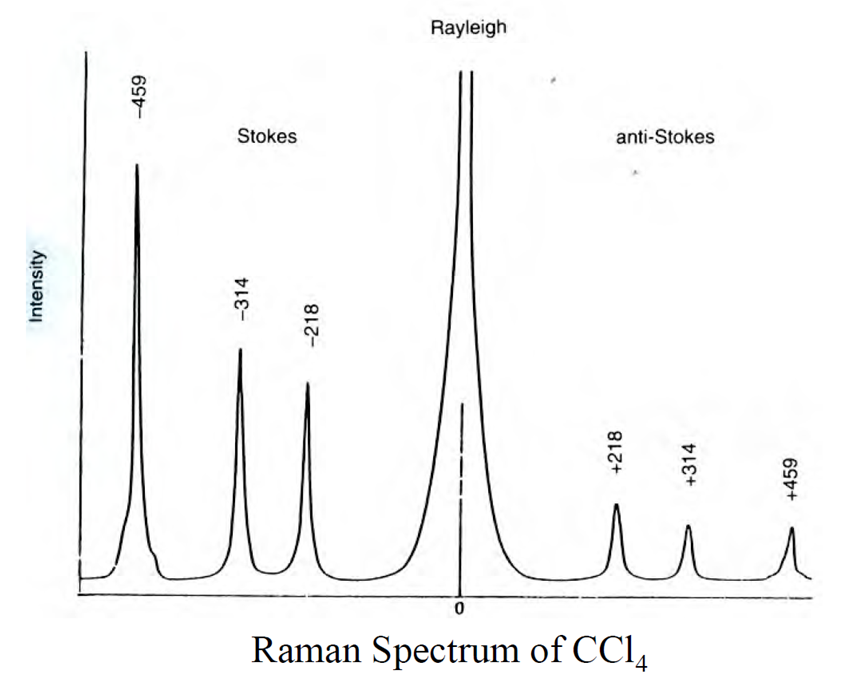 Rayleigh
−459
Stokes
anti-Stokes
Intensity
−314
−218
+218
+314
+459
0
Raman Spectrum of CCl₄